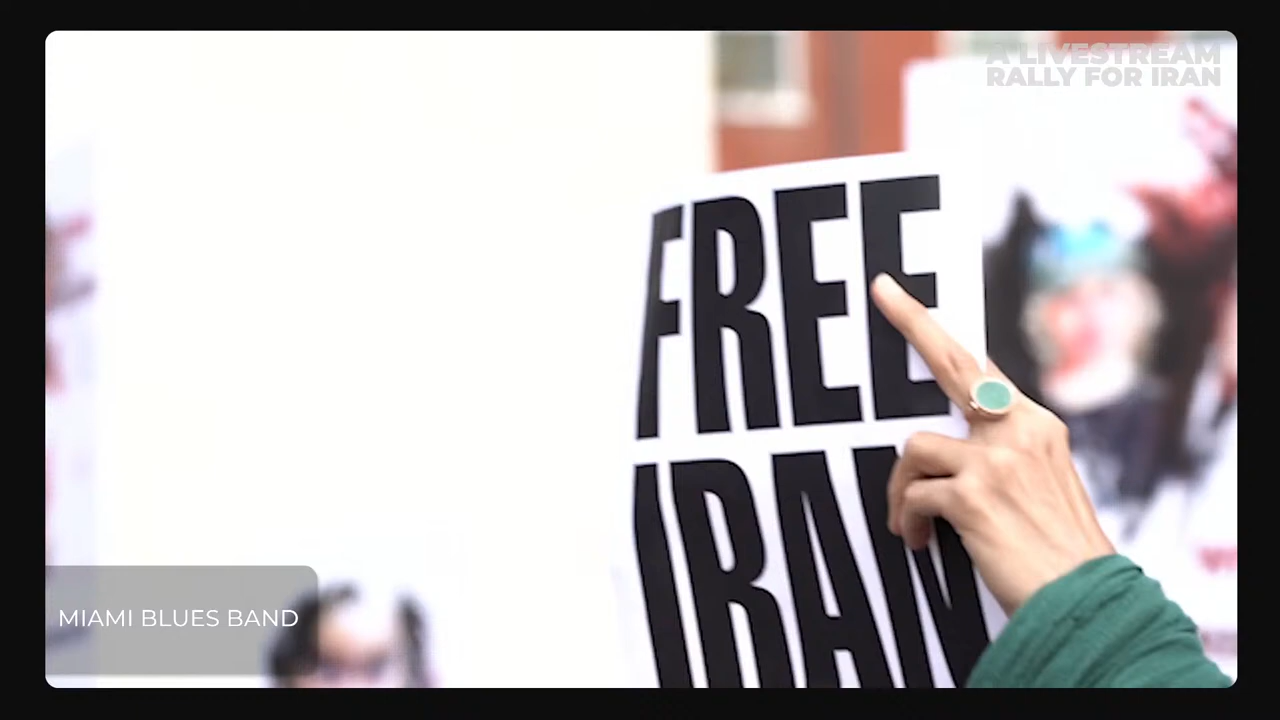 A LIVESTREAM
RALLY FOR IRAN
FREE
IRAN
MIAMI BLUES BAND